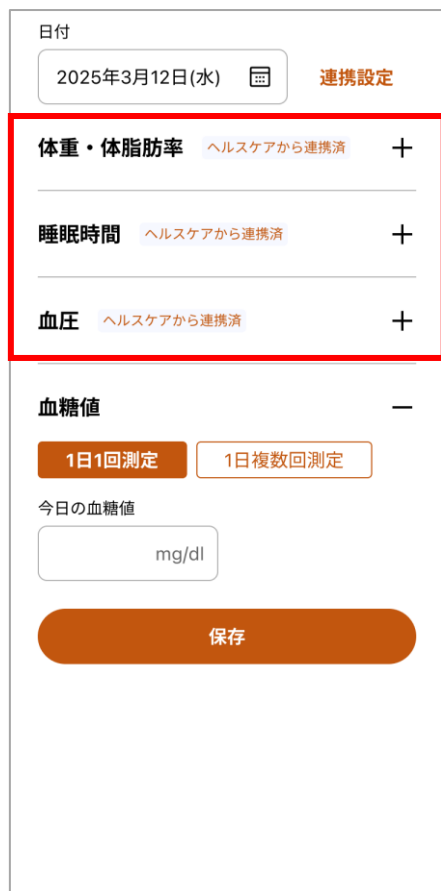 日付
2025年3月12日(水) 連携設定
体重・体脂肪率 ヘルスケアから連携済
睡眠時間 ヘルスケアから連携済
血圧 ヘルスケアから連携済
血糖値
1日1回測定 1日複数回測定
今日の血糖値
mg/dl
保存